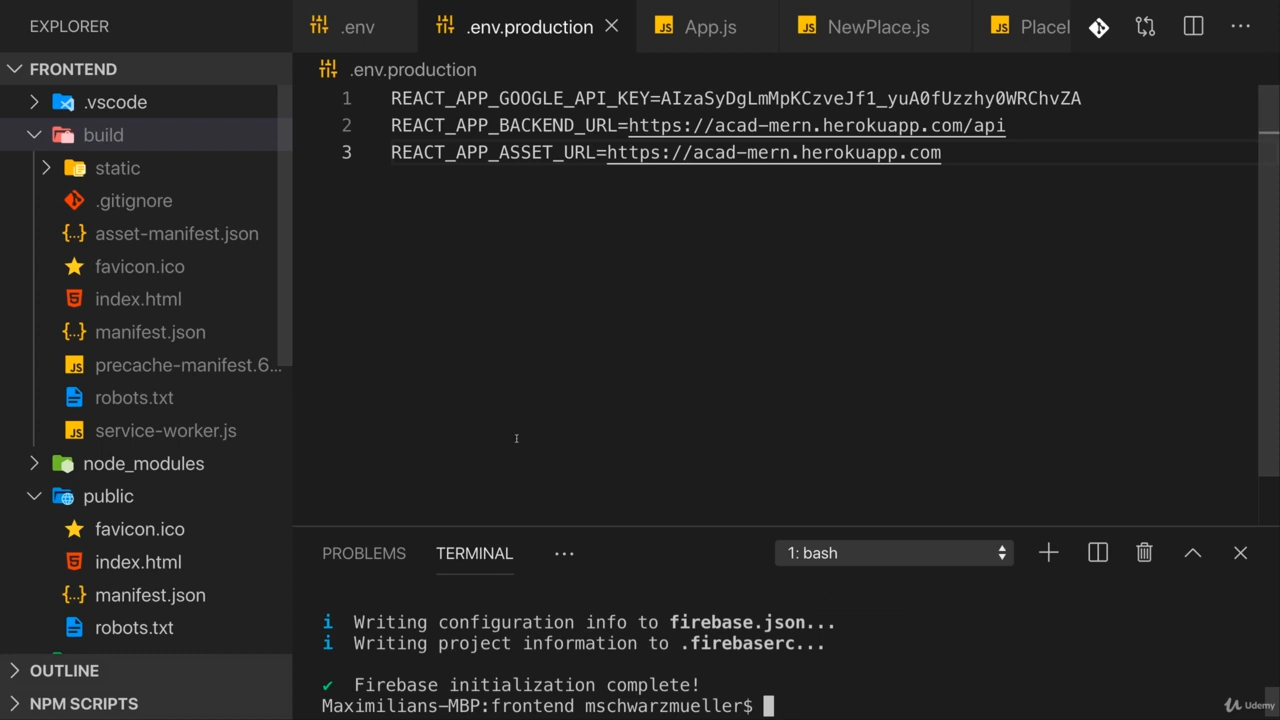 EXPLORER
.env
.env.production
App.js
NewPlace.js
Placel
FRONTEND
.vscode
build
static
.gitignore
asset-manifest.json
favicon.ico
index.html
manifest.json
precache-manifest.6...
robots.txt
service-worker.js
node_modules
public
favicon.ico
index.html
manifest.json
robots.txt
OUTLINE
NPM SCRIPTS
.env.production
1 REACT_APP_GOOGLE_API_KEY=AIzaSyDgLmMpKCzveJf1_yuA0fUzzhy0WRChvZA
2 REACT_APP_BACKEND_URL=https://acad-mern.herokuapp.com/api
3 REACT_APP_ASSET_URL=https://acad-mern.herokuapp.com
PROBLEMS TERMINAL ... 1: bash
i Writing configuration info to firebase.json...
i Writing project information to .firebaserc...
✔ Firebase initialization complete!
Maximilians-MBP:frontend mschwarzmueller$
Udemy